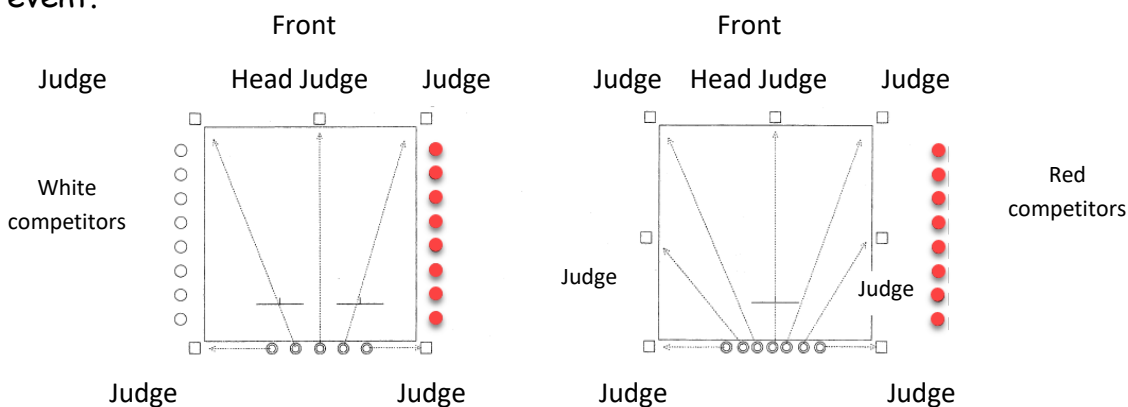 event.
Front Front
Judge Head Judge Judge Judge Head Judge Judge
White
competitors
Red
competitors
Judge Judge
Judge Judge Judge Judge